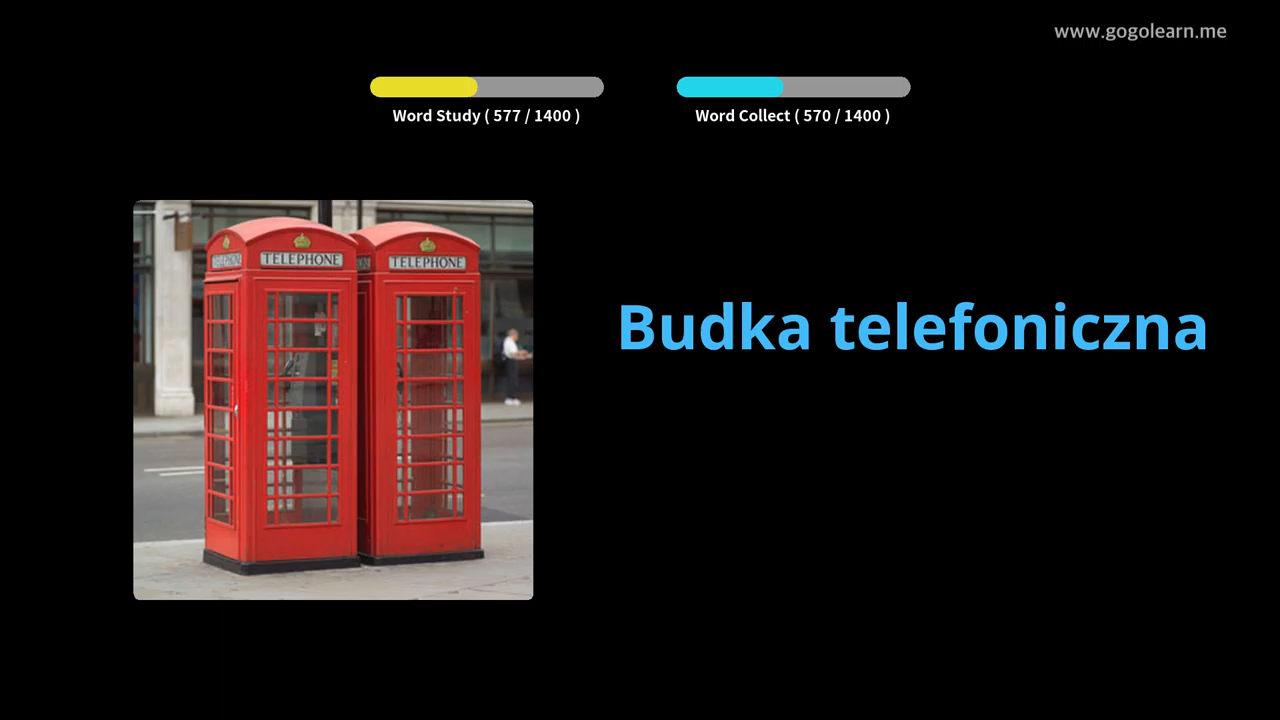 www.gogolearn.me
Word Study ( 577 / 1400 )
Word Collect ( 570 / 1400 )
TELEPHONE
TELEPHONE
Budka telefoniczna